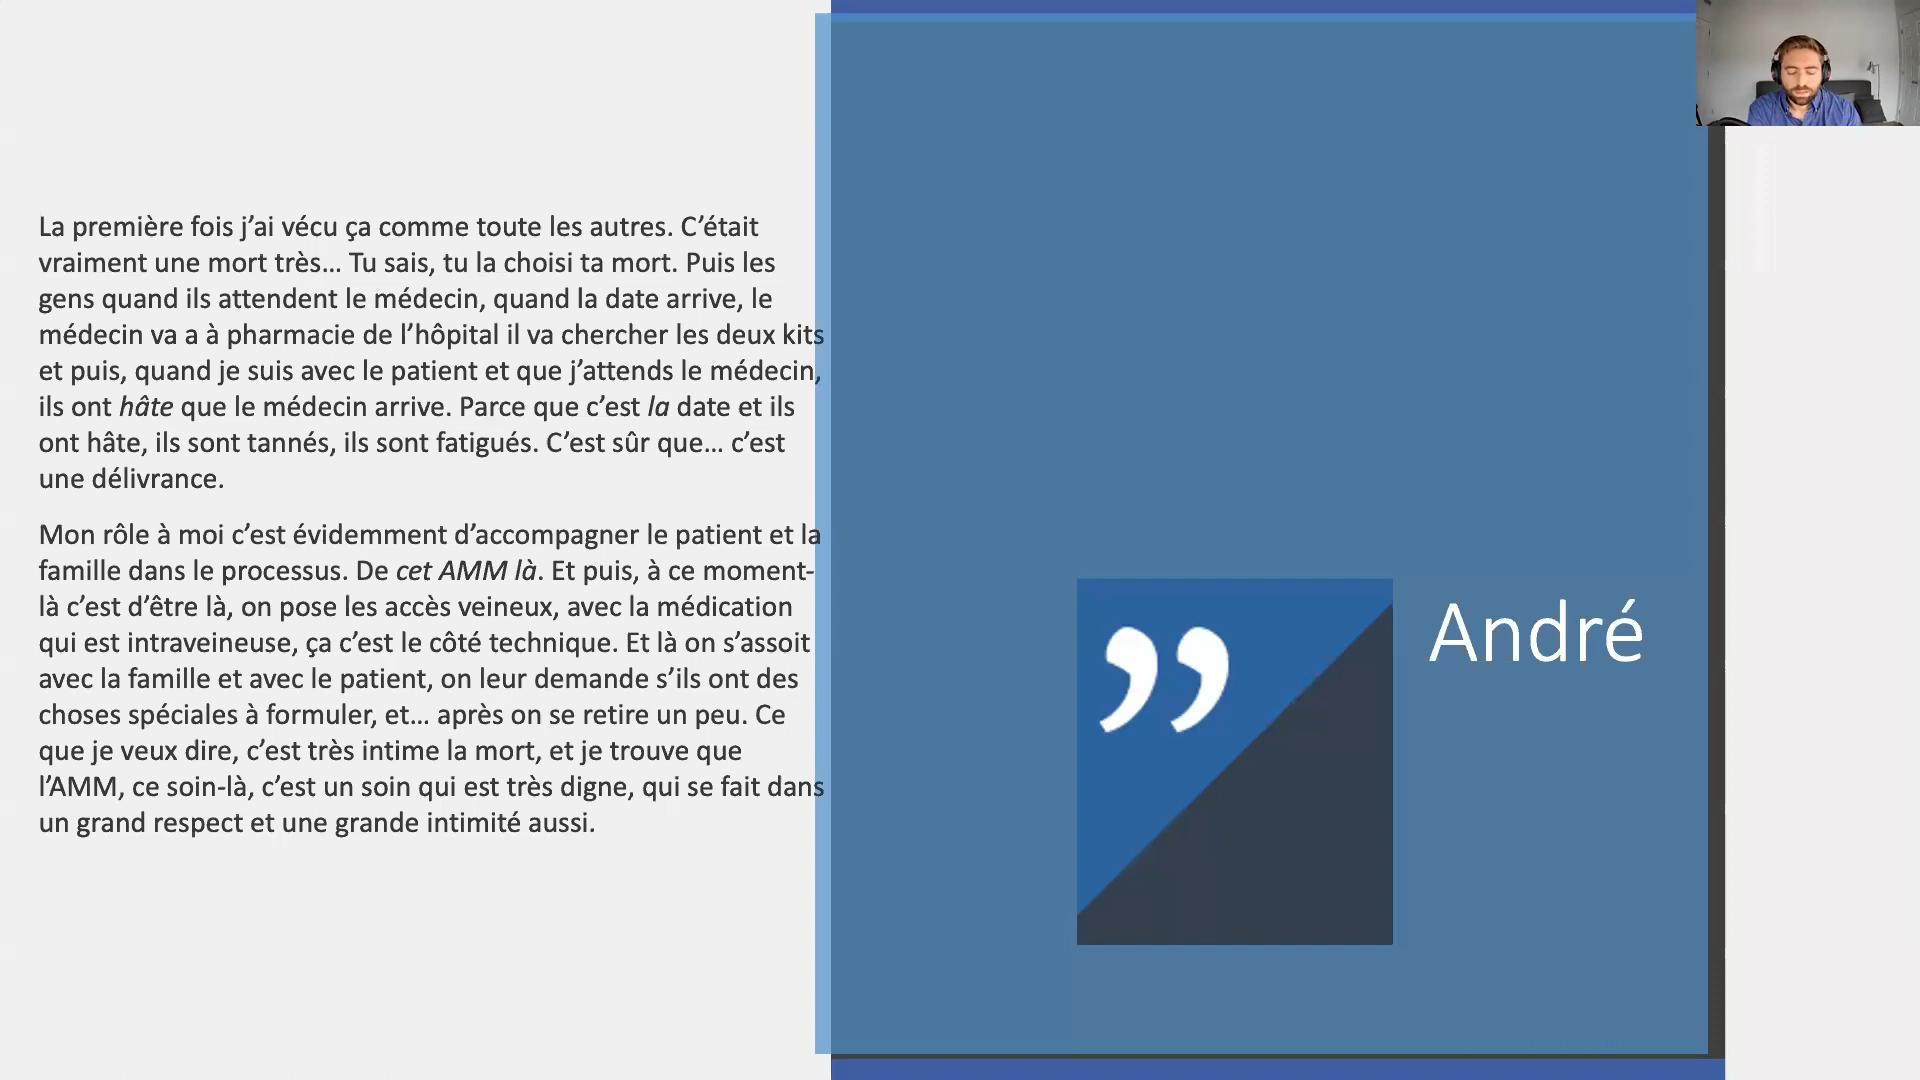 La première fois j’ai vécu ça comme toute les autres. C’était
vraiment une mort très… Tu sais, tu la choisi ta mort. Puis les
gens quand ils attendent le médecin, quand la date arrive, le
médecin va a à pharmacie de l’hôpital il va chercher les deux kits
et puis, quand je suis avec le patient et que j’attends le médecin,
ils ont hâte que le médecin arrive. Parce que c’est la date et ils
ont hâte, ils sont tannés, ils sont fatigués. C’est sûr que… c’est
une délivrance.
Mon rôle à moi c’est évidemment d’accompagner le patient et la
famille dans le processus. De cet AMM là. Et puis, à ce moment-
là c’est d’être là, on pose les accès veineux, avec la médication
qui est intraveineuse, ça c’est le côté technique. Et là on s’assoit
avec la famille et avec le patient, on leur demande s’ils ont des
choses spéciales à formuler, et… après on se retire un peu. Ce
que je veux dire, c’est très intime la mort, et je trouve que
l’AMM, ce soin-là, c’est un soin qui est très digne, qui se fait dans
un grand respect et une grande intimité aussi.
”
André